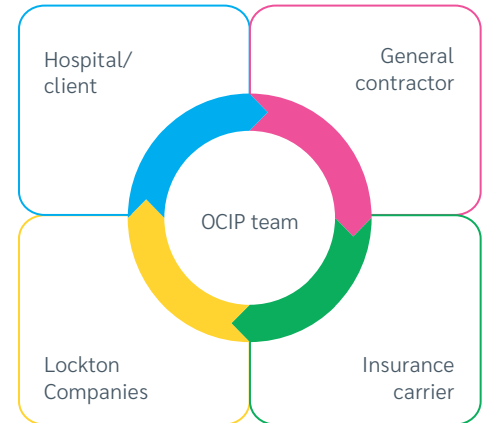 Hospital/
client
General
contractor
OCIP team
Lockton
Companies
Insurance
carrier